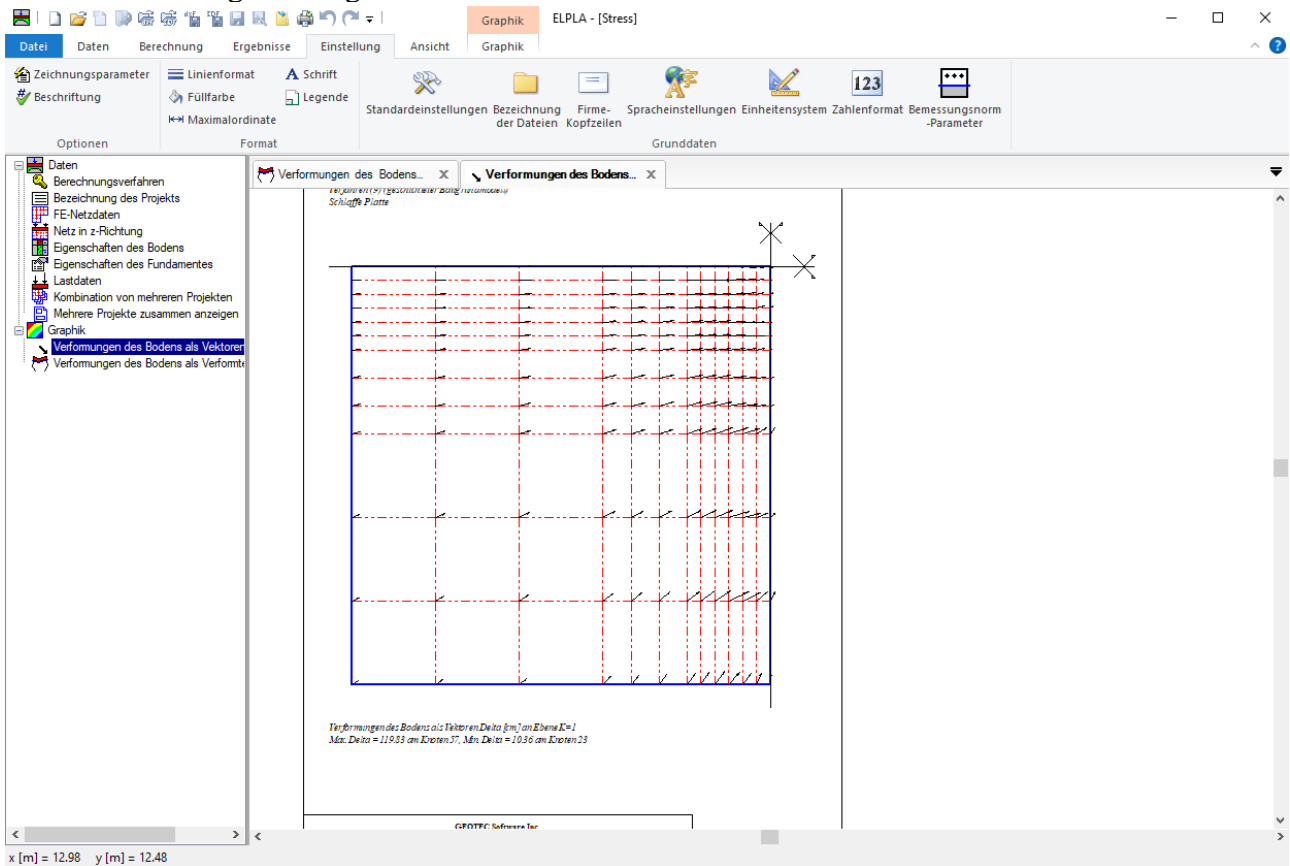 Graphik
ELPLA - [Stress]
Datei Daten Berechnung Ergebnisse Einstellung Ansicht Graphik
Zeichnungsparameter
Beschriftung
Optionen
Linienformat
Füllfarbe
Maximalordinate
Schrift
Legende
Format
Standardeinstellungen
Bezeichnung
der Dateien
Firme-
Kopfzeilen
Spracheinstellungen
Einheitensystem
123
Zahlenformat
Bemessungsnorm
-Parameter
Grunddaten
Daten
Berechnungsverfahren
Bezeichnung des Projekts
FE-Netzdaten
Netz in z-Richtung
Eigenschaften des Bodens
Eigenschaften des Fundamentes
Lastdaten
Kombination von mehreren Projekten
Mehrere Projekte zusammen anzeigen
Graphik
Verformungen des Bodens als Vektoren
Verformungen des Bodens als Verformte
Verformungen des Bodens... X
Verformungen des Bodens... X
Schlaffe Platte
Verformungen des Bodens als Vektoren Delta [cm] an Ebene K=1
Max. Delta = 119.83 am Knoten 57, Min. Delta = 10.36 am Knoten 23
GEOTEC Software Inc.
x [m] = 12.98 y [m] = 12.48